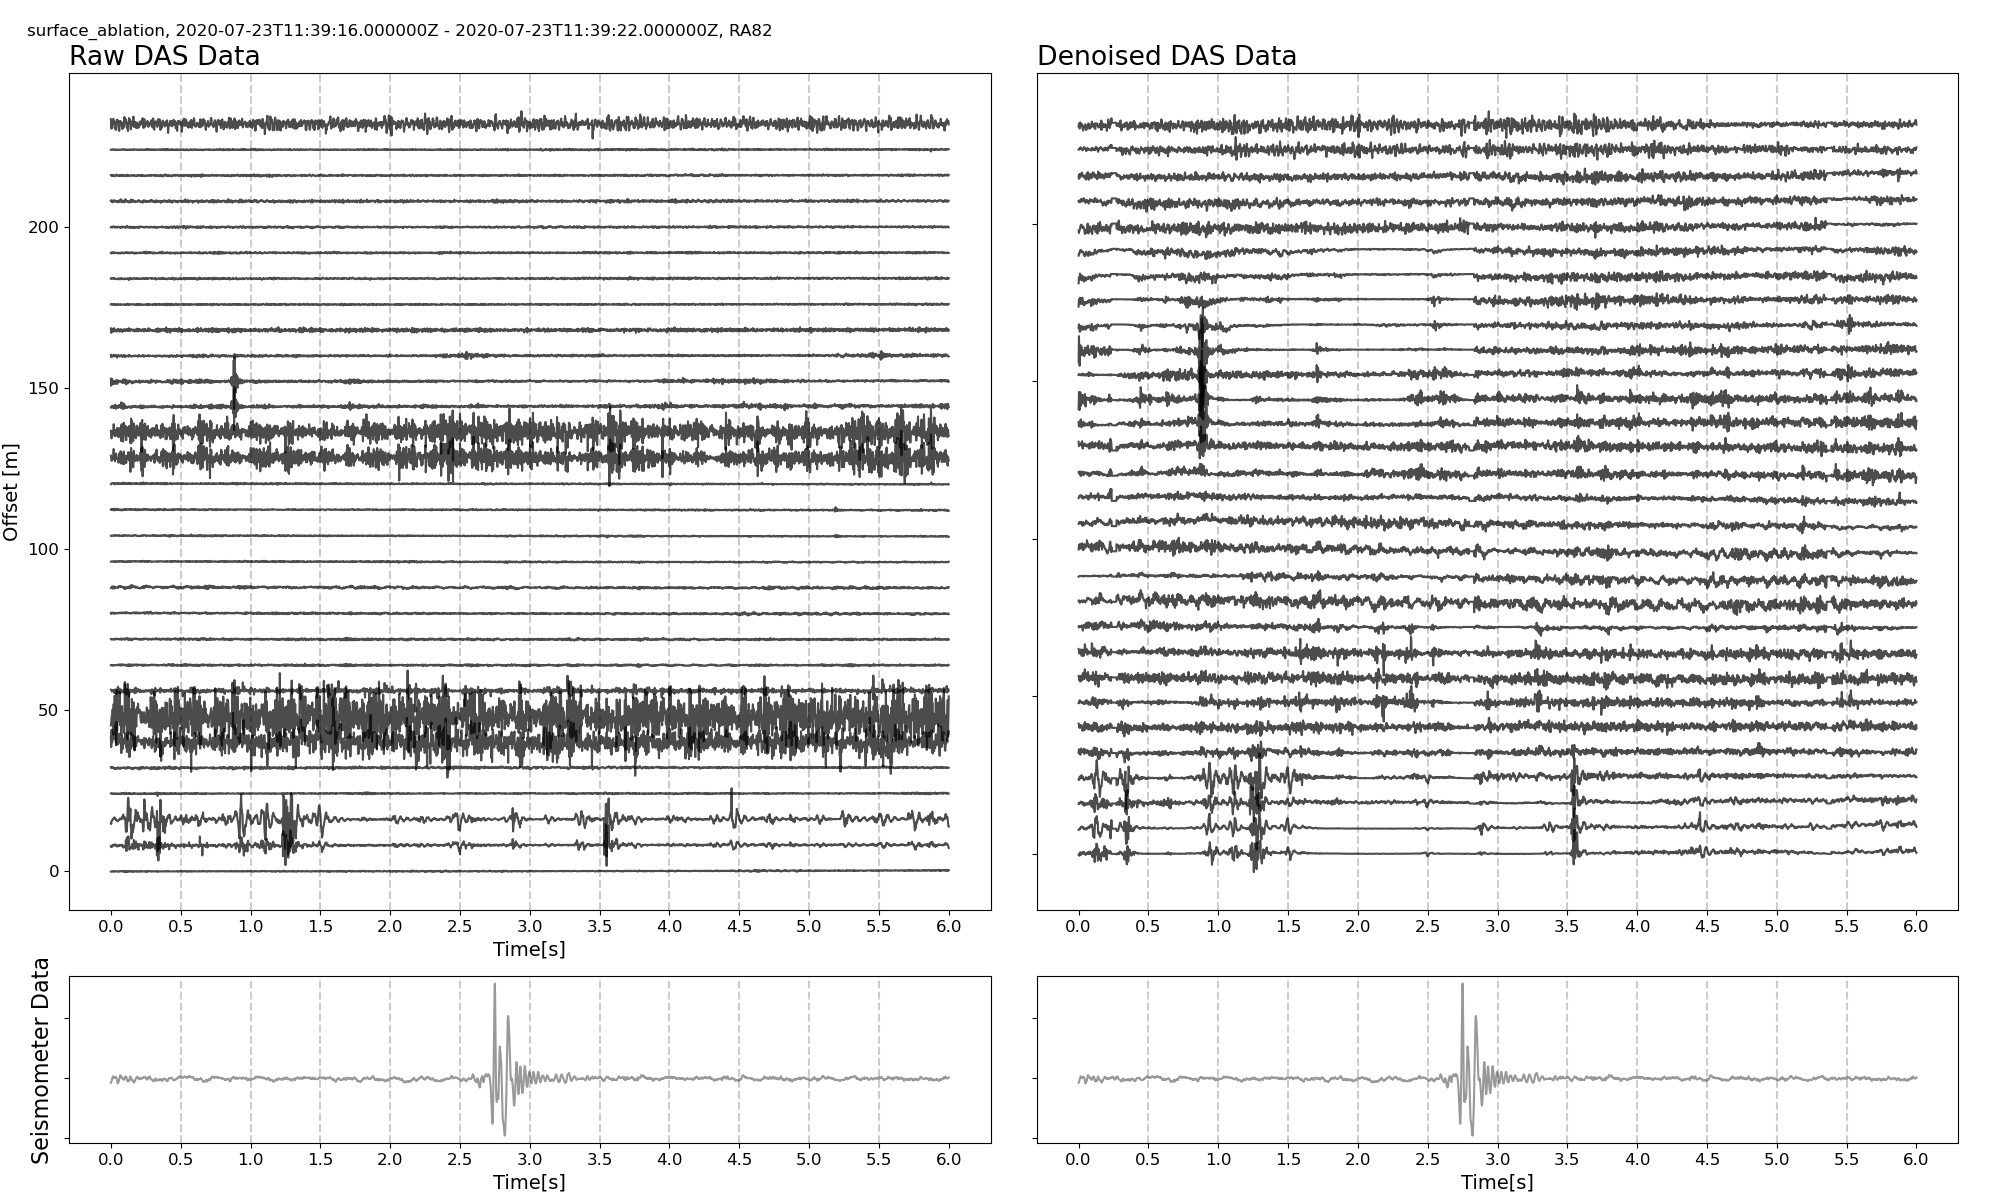 surface_ablation, 2020-07-23T11:39:16.000000Z - 2020-07-23T11:39:22.000000Z, RA82
Raw DAS Data
Denoised DAS Data
Offset [m]
200
150
100
50
0
0.0 0.5 1.0 1.5 2.0 2.5 3.0 3.5 4.0 4.5 5.0 5.5 6.0
Time[s]
0.0 0.5 1.0 1.5 2.0 2.5 3.0 3.5 4.0 4.5 5.0 5.5 6.0
Seismometer Data
0.0 0.5 1.0 1.5 2.0 2.5 3.0 3.5 4.0 4.5 5.0 5.5 6.0
Time[s]
0.0 0.5 1.0 1.5 2.0 2.5 3.0 3.5 4.0 4.5 5.0 5.5 6.0
Time[s]